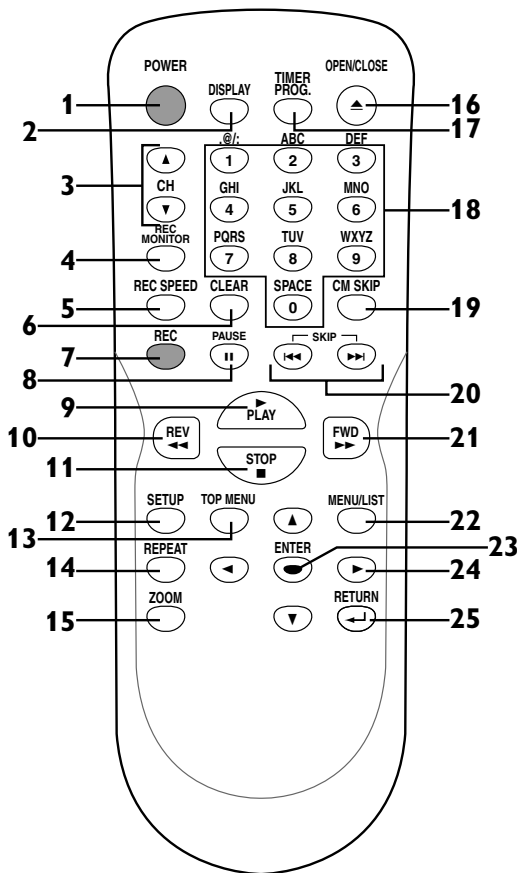 POWER
OPEN/CLOSE
TIMER
PROG.
DISPLAY
1
2
16
17
.@/:
ABC
DEF
1
2
3
3
CH
GHI
JKL
MNO
4
5
6
18
REC
MONITOR
4
PQRS
TUV
WXYZ
7
8
9
REC SPEED
CLEAR
SPACE
CM SKIP
5
6
0
19
REC
PAUSE
SKIP
7
8
20
9
PLAY
10
REV
FWD
21
11
STOP
SETUP
TOP MENU
MENU/LIST
12
13
22
23
REPEAT
ENTER
14
24
ZOOM
RETURN
15
25